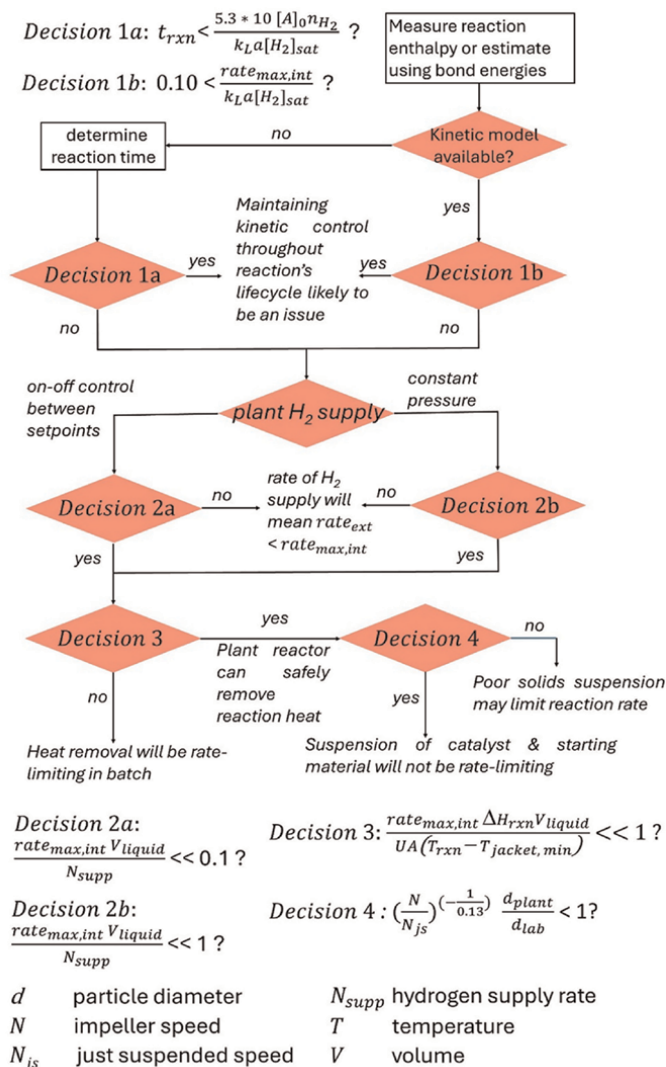 Decision 1a: t_rxn < 5.3 * 10 [A]_0 n_H2 / k_L a[H_2]_sat ?
Decision 1b: 0.10 < rate_max,int / k_L a[H_2]_sat ?
Measure reaction
enthalpy or estimate
using bond energies
no
determine
reaction time
Kinetic model
available?
yes
Maintaining
kinetic control
throughout
reaction's
lifecycle likely to
be an issue
Decision 1a
yes
yes
Decision 1b
no
no
on-off control
between
setpoints
plant H_2 supply
constant
pressure
Decision 2a
no
rate of H_2
supply will
mean rate_ext
< rate_max,int
no
Decision 2b
yes
yes
Decision 3
yes
Plant reactor
can safely
remove
reaction heat
Decision 4
no
Poor solids suspension
may limit reaction rate
no
yes
Heat removal will be rate-
limiting in batch
Suspension of catalyst & starting
material will not be rate-limiting
Decision 2a:
rate_max,int V_liquid / N_supp << 0.1 ?
Decision 3: rate_max,int ΔH_rxn V_liquid / UA(T_rxn − T_jacket, min) << 1 ?
Decision 2b:
rate_max,int V_liquid / N_supp << 1 ?
Decision 4 : (N / N_js)^(−1/0.13) d_plant / d_lab < 1?
d particle diameter
N_supp hydrogen supply rate
N impeller speed
T temperature
N_js just suspended speed
V volume